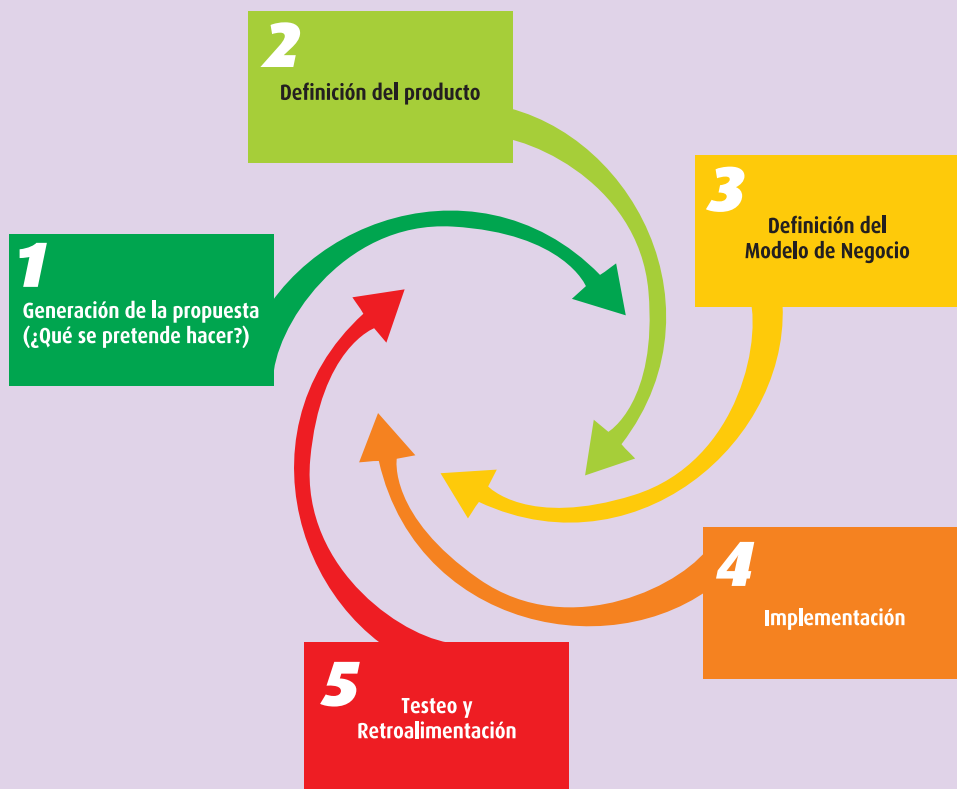 1
Generación de la propuesta
(¿Qué se pretende hacer?)
2
Definición del producto
3
Definición del
Modelo de Negocio
4
Implementación
5
Testeo y
Retroalimentación